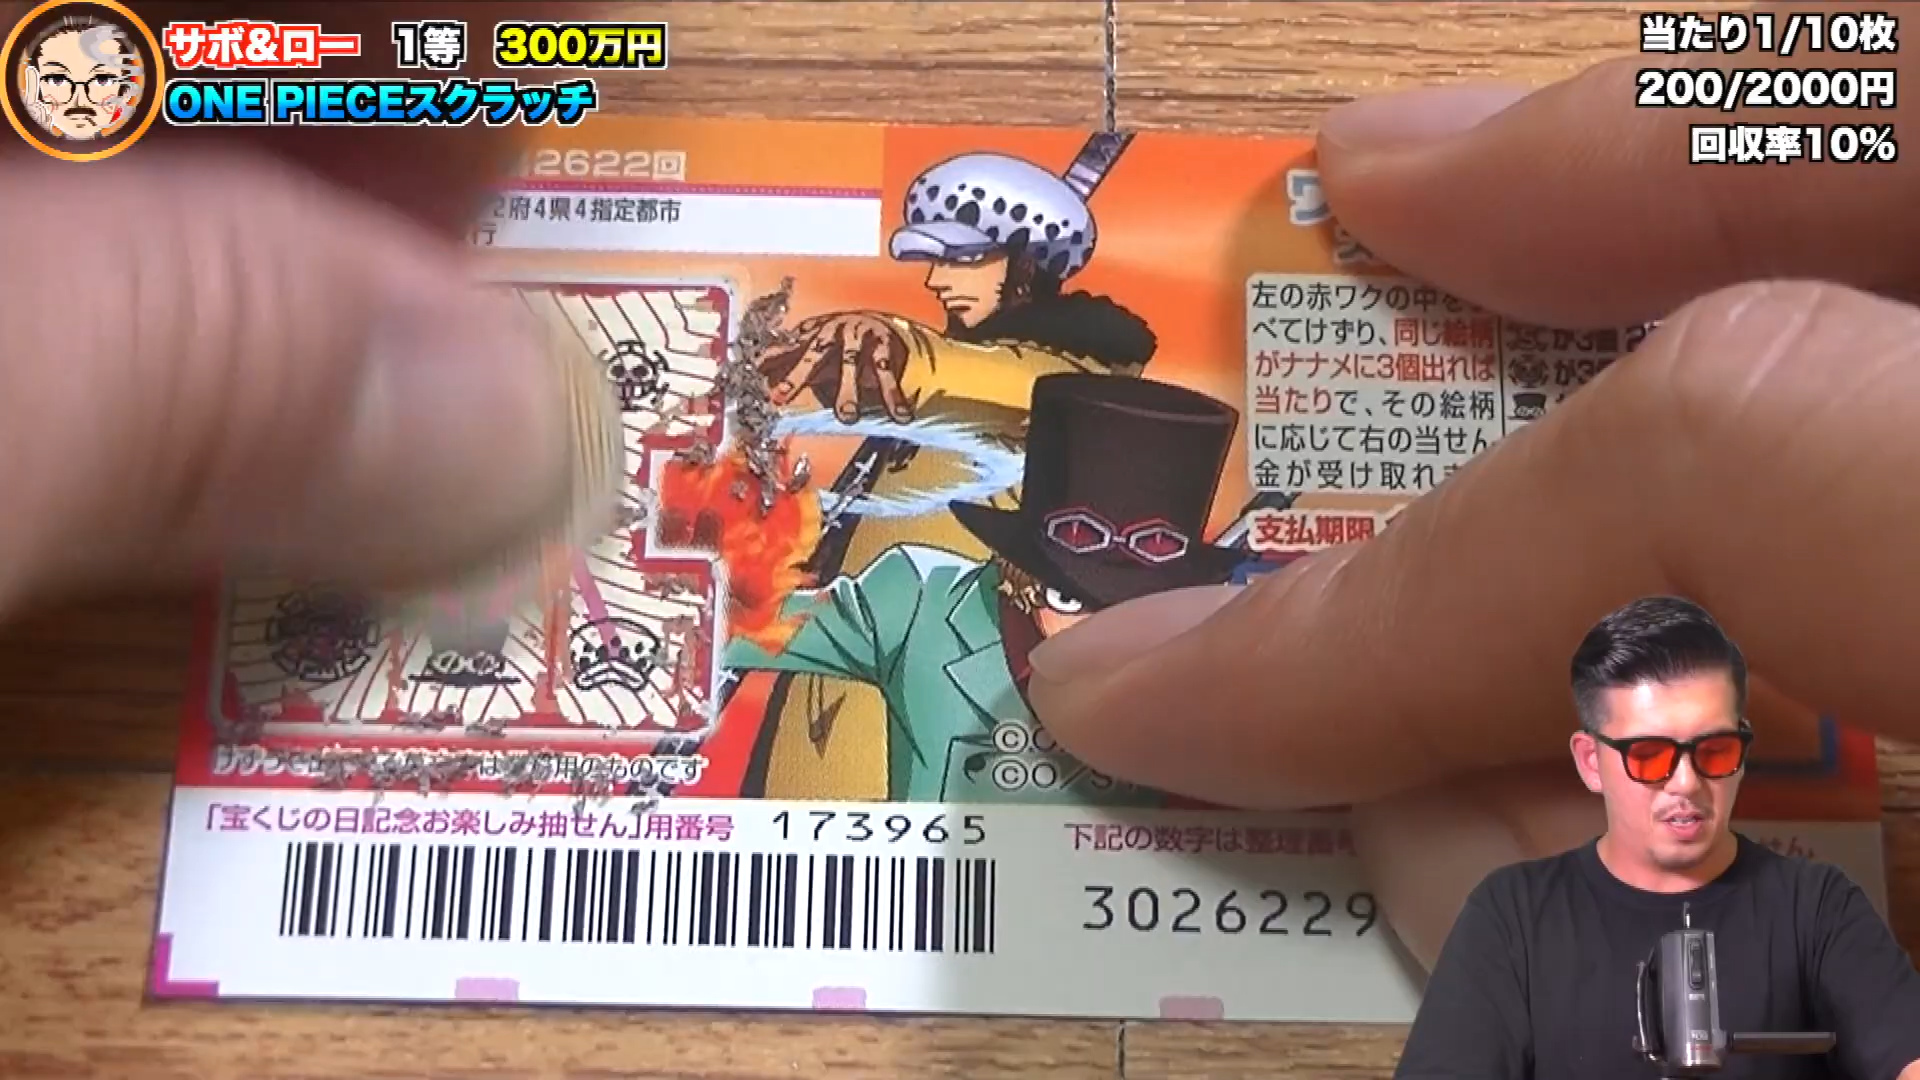 サボ&ロー 1等 300万円
ONE PIECEスクラッチ
当たり1/10枚
200/2000円
回収率10%
2622回
2府4県4指定都市
行
左の赤ワクの中を
べてけずり、同じ絵柄
がナナメに3個出れば
当たりで、その絵柄
に応じて右の当せん
金が受け取れ
が3個
が3
支払期限
「宝くじの日記念お楽しみ抽せん」用番号 173965
下記の数字は整理番号
3026229